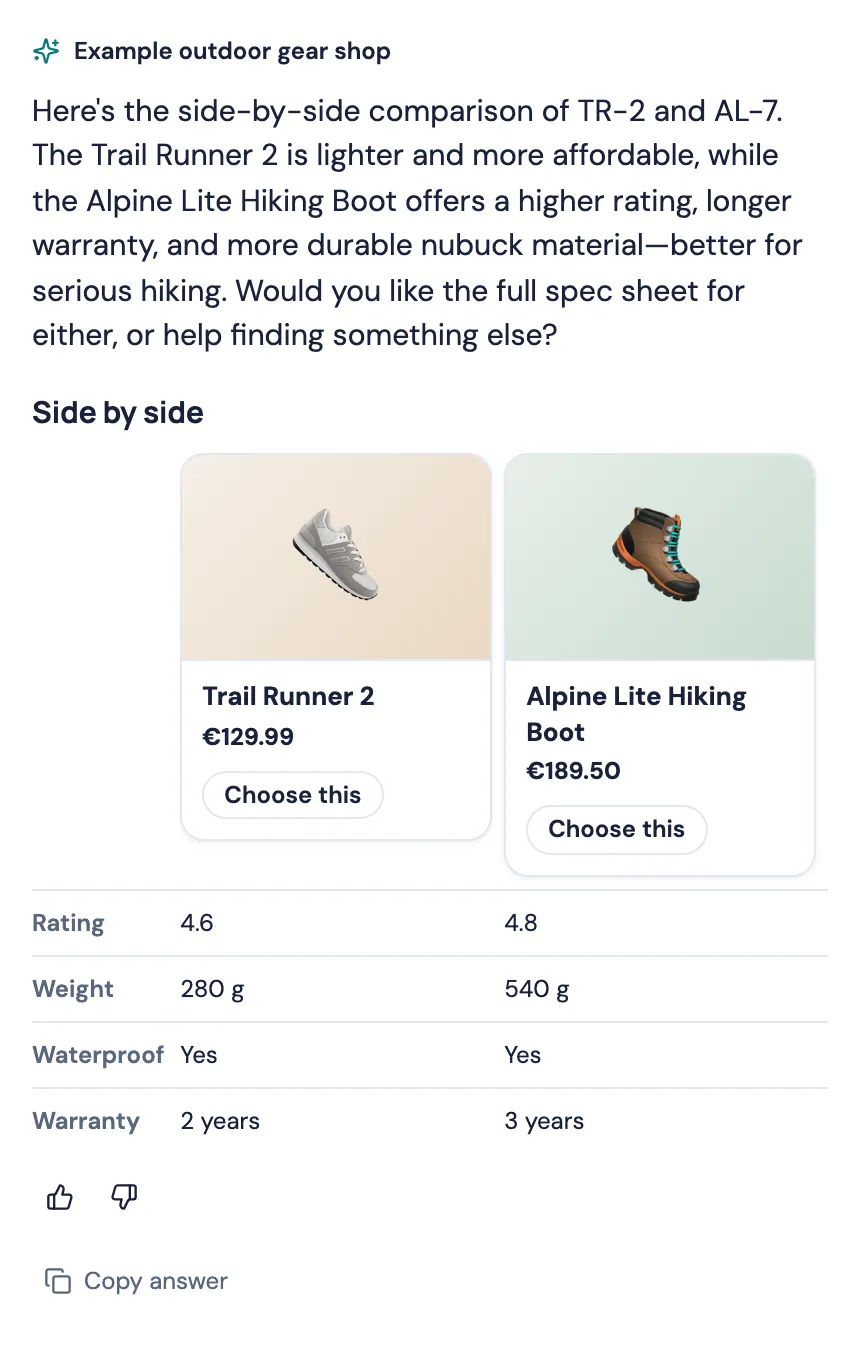 Example outdoor gear shop
Here's the side-by-side comparison of TR-2 and AL-7.
The Trail Runner 2 is lighter and more affordable, while
the Alpine Lite Hiking Boot offers a higher rating, longer
warranty, and more durable nubuck material—better for
serious hiking. Would you like the full spec sheet for
either, or help finding something else?
Side by side
Trail Runner 2
€129.99
Choose this
Alpine Lite Hiking
Boot
€189.50
Choose this
Rating 4.6 4.8
Weight 280 g 540 g
Waterproof Yes Yes
Warranty 2 years 3 years
Copy answer